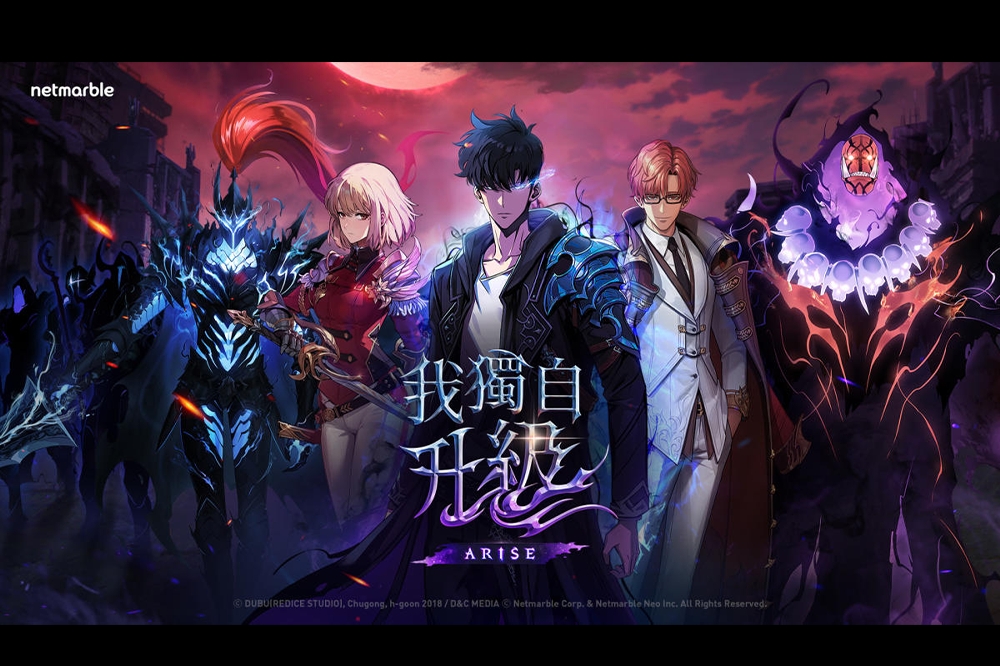 netmarble
我獨自
升級
ARISE
Ⓒ DUBU(REDICE STUDIO), Chugong, h-goon 2018 / D&C MEDIA Ⓒ Netmarble Corp. & Netmarble Neo Inc. All Rights Reserved.